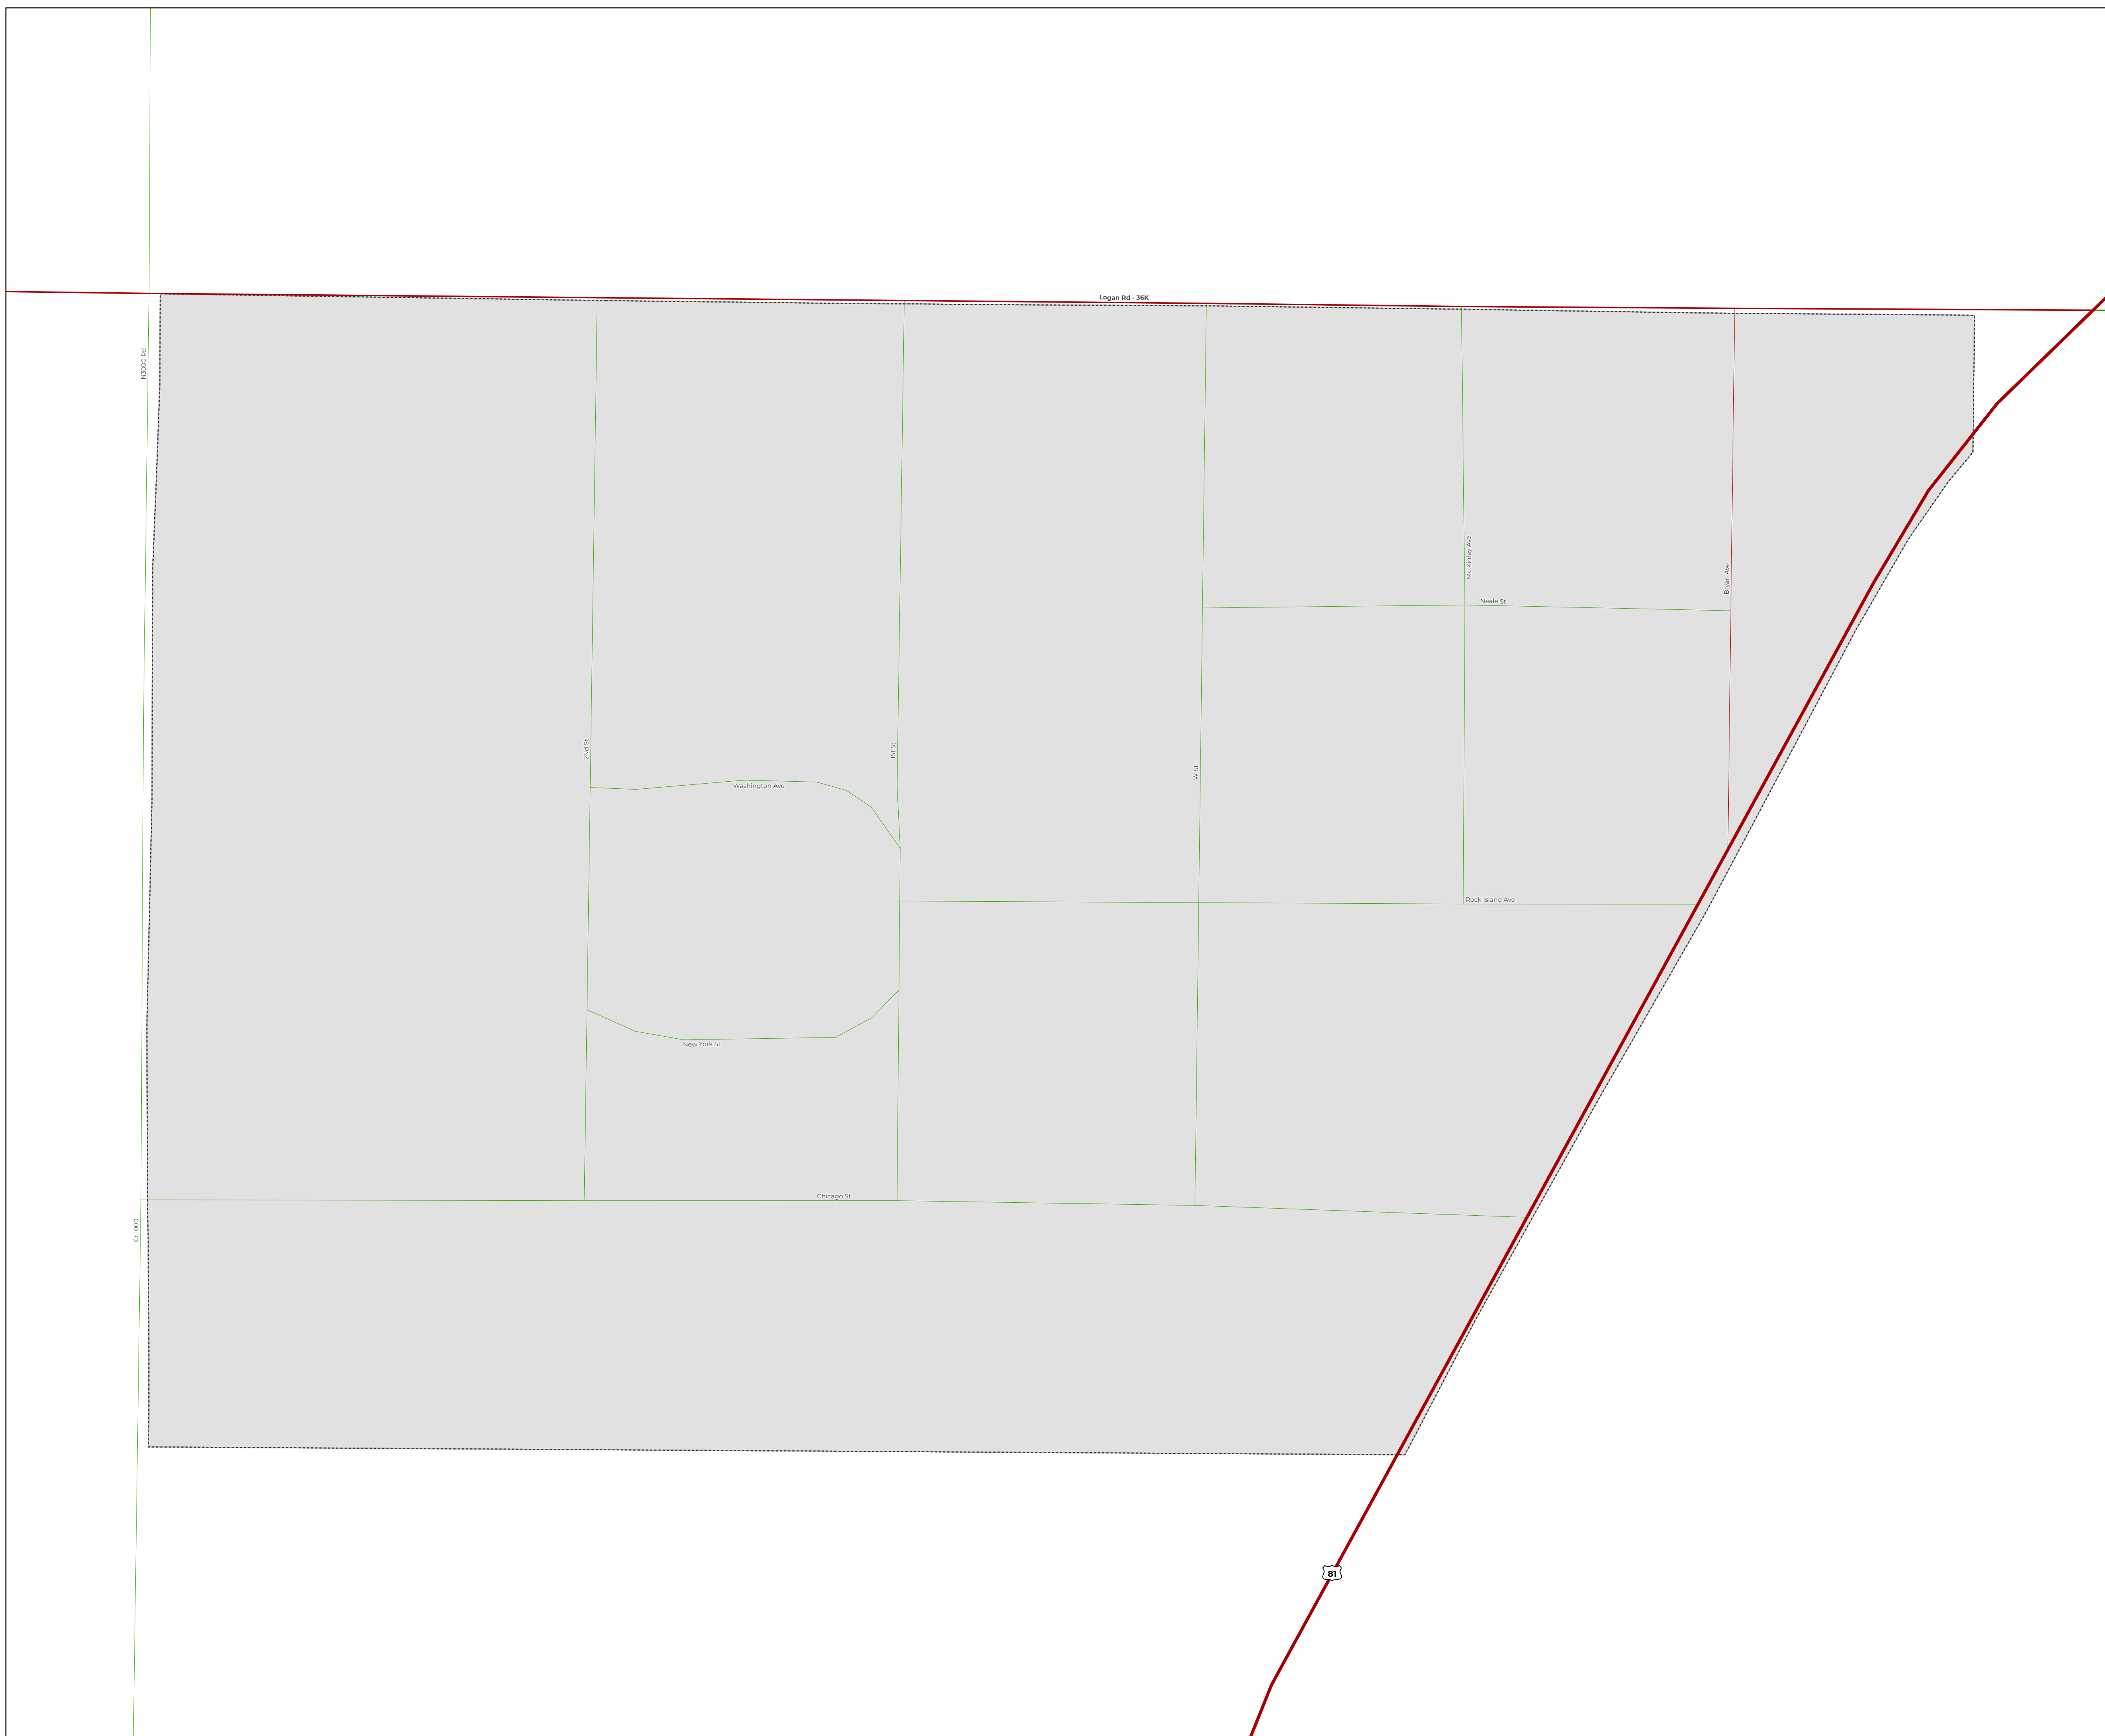 Logan Rd - 36K
N3000 Rd
Mc Kinley Ave
Bryan Ave
Neale St
2Nd St
1St St
W St
Washington Ave
Rock Island Ave
New York St
Chicago St
Cr 1000
81